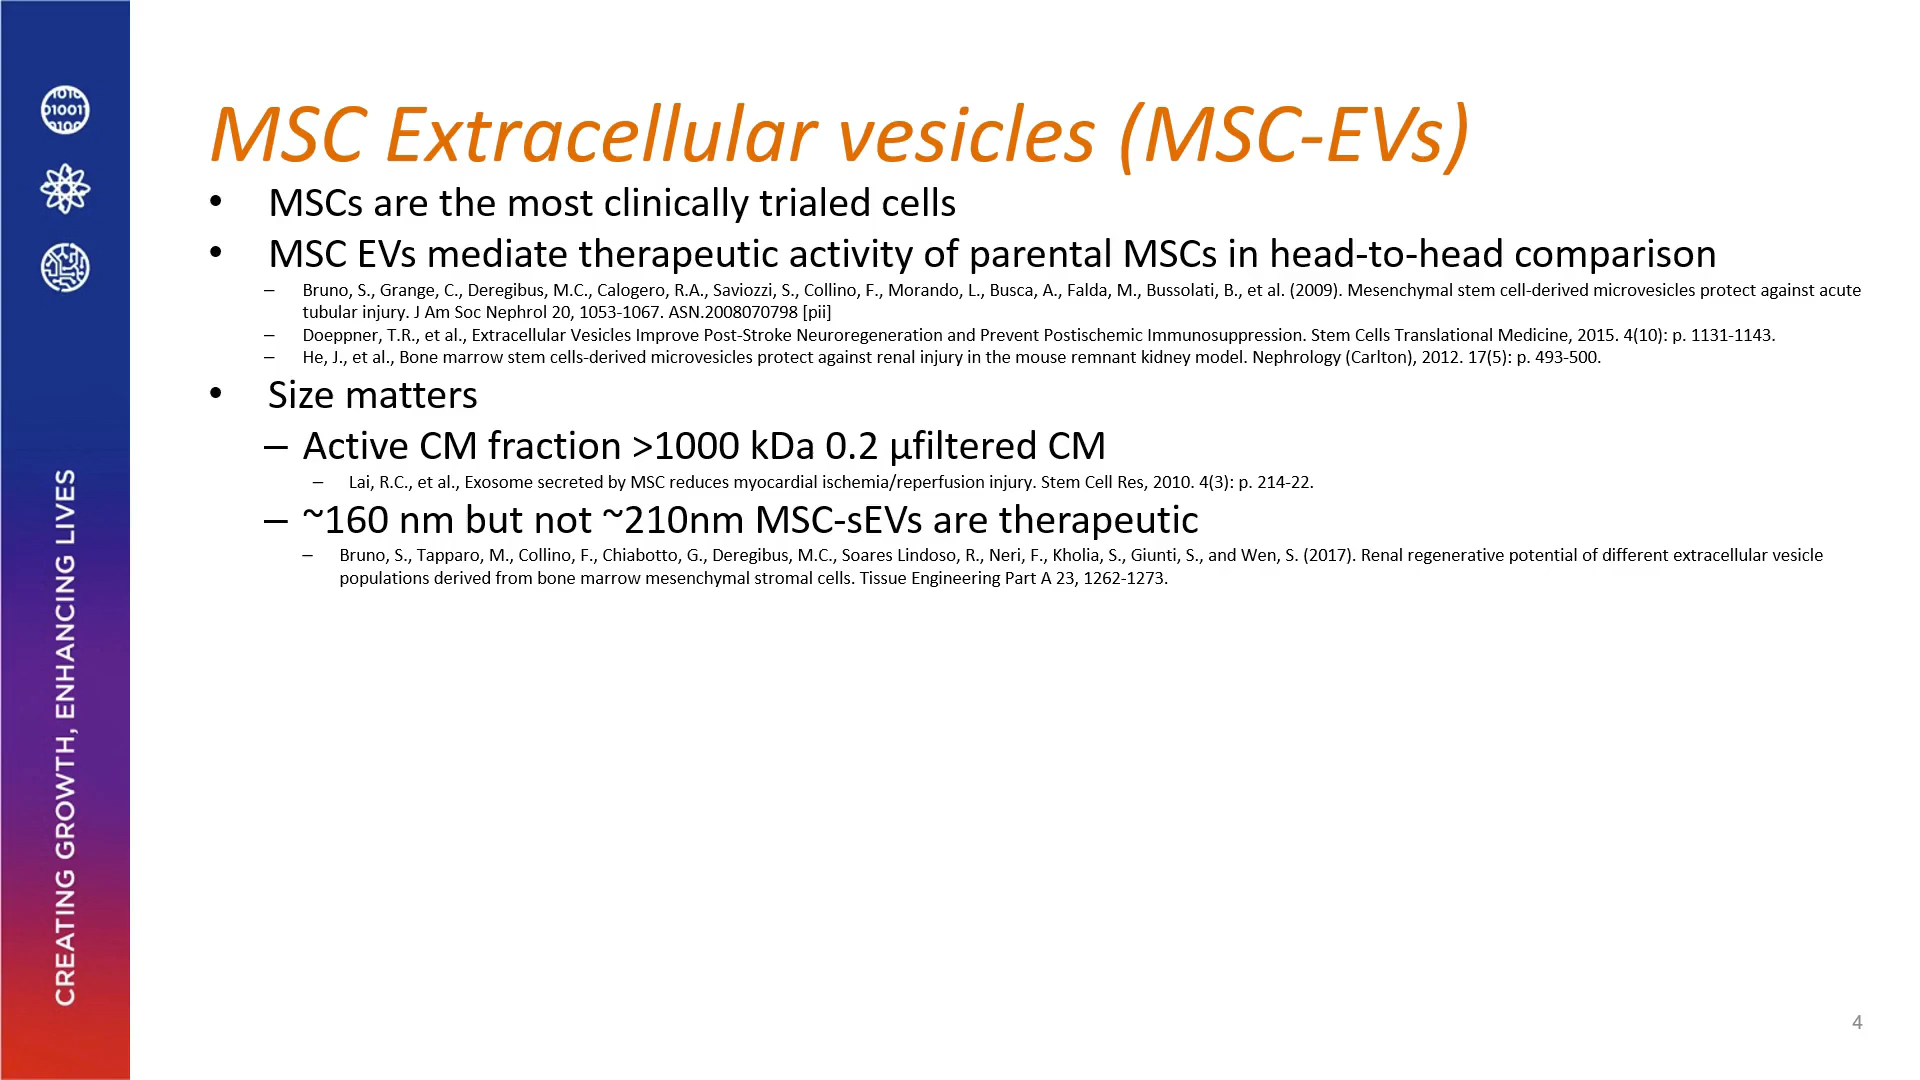 MSC Extracellular vesicles (MSC-EVs)
• MSCs are the most clinically trialed cells
• MSC EVs mediate therapeutic activity of parental MSCs in head-to-head comparison
– Bruno, S., Grange, C., Deregibus, M.C., Calogero, R.A., Saviozzi, S., Collino, F., Morando, L., Busca, A., Falda, M., Bussolati, B., et al. (2009). Mesenchymal stem cell-derived microvesicles protect against acute
tubular injury. J Am Soc Nephrol 20, 1053-1067. ASN.2008070798 [pii]
– Doeppner, T.R., et al., Extracellular Vesicles Improve Post-Stroke Neuroregeneration and Prevent Postischemic Immunosuppression. Stem Cells Translational Medicine, 2015. 4(10): p. 1131-1143.
– He, J., et al., Bone marrow stem cells-derived microvesicles protect against renal injury in the mouse remnant kidney model. Nephrology (Carlton), 2012. 17(5): p. 493-500.
• Size matters
– Active CM fraction >1000 kDa 0.2 µfiltered CM
– Lai, R.C., et al., Exosome secreted by MSC reduces myocardial ischemia/reperfusion injury. Stem Cell Res, 2010. 4(3): p. 214-22.
– ~160 nm but not ~210nm MSC-sEVs are therapeutic
– Bruno, S., Tapparo, M., Collino, F., Chiabotto, G., Deregibus, M.C., Soares Lindoso, R., Neri, F., Kholia, S., Giunti, S., and Wen, S. (2017). Renal regenerative potential of different extracellular vesicle
populations derived from bone marrow mesenchymal stromal cells. Tissue Engineering Part A 23, 1262-1273.
CREATING GROWTH, ENHANCING LIVES
4